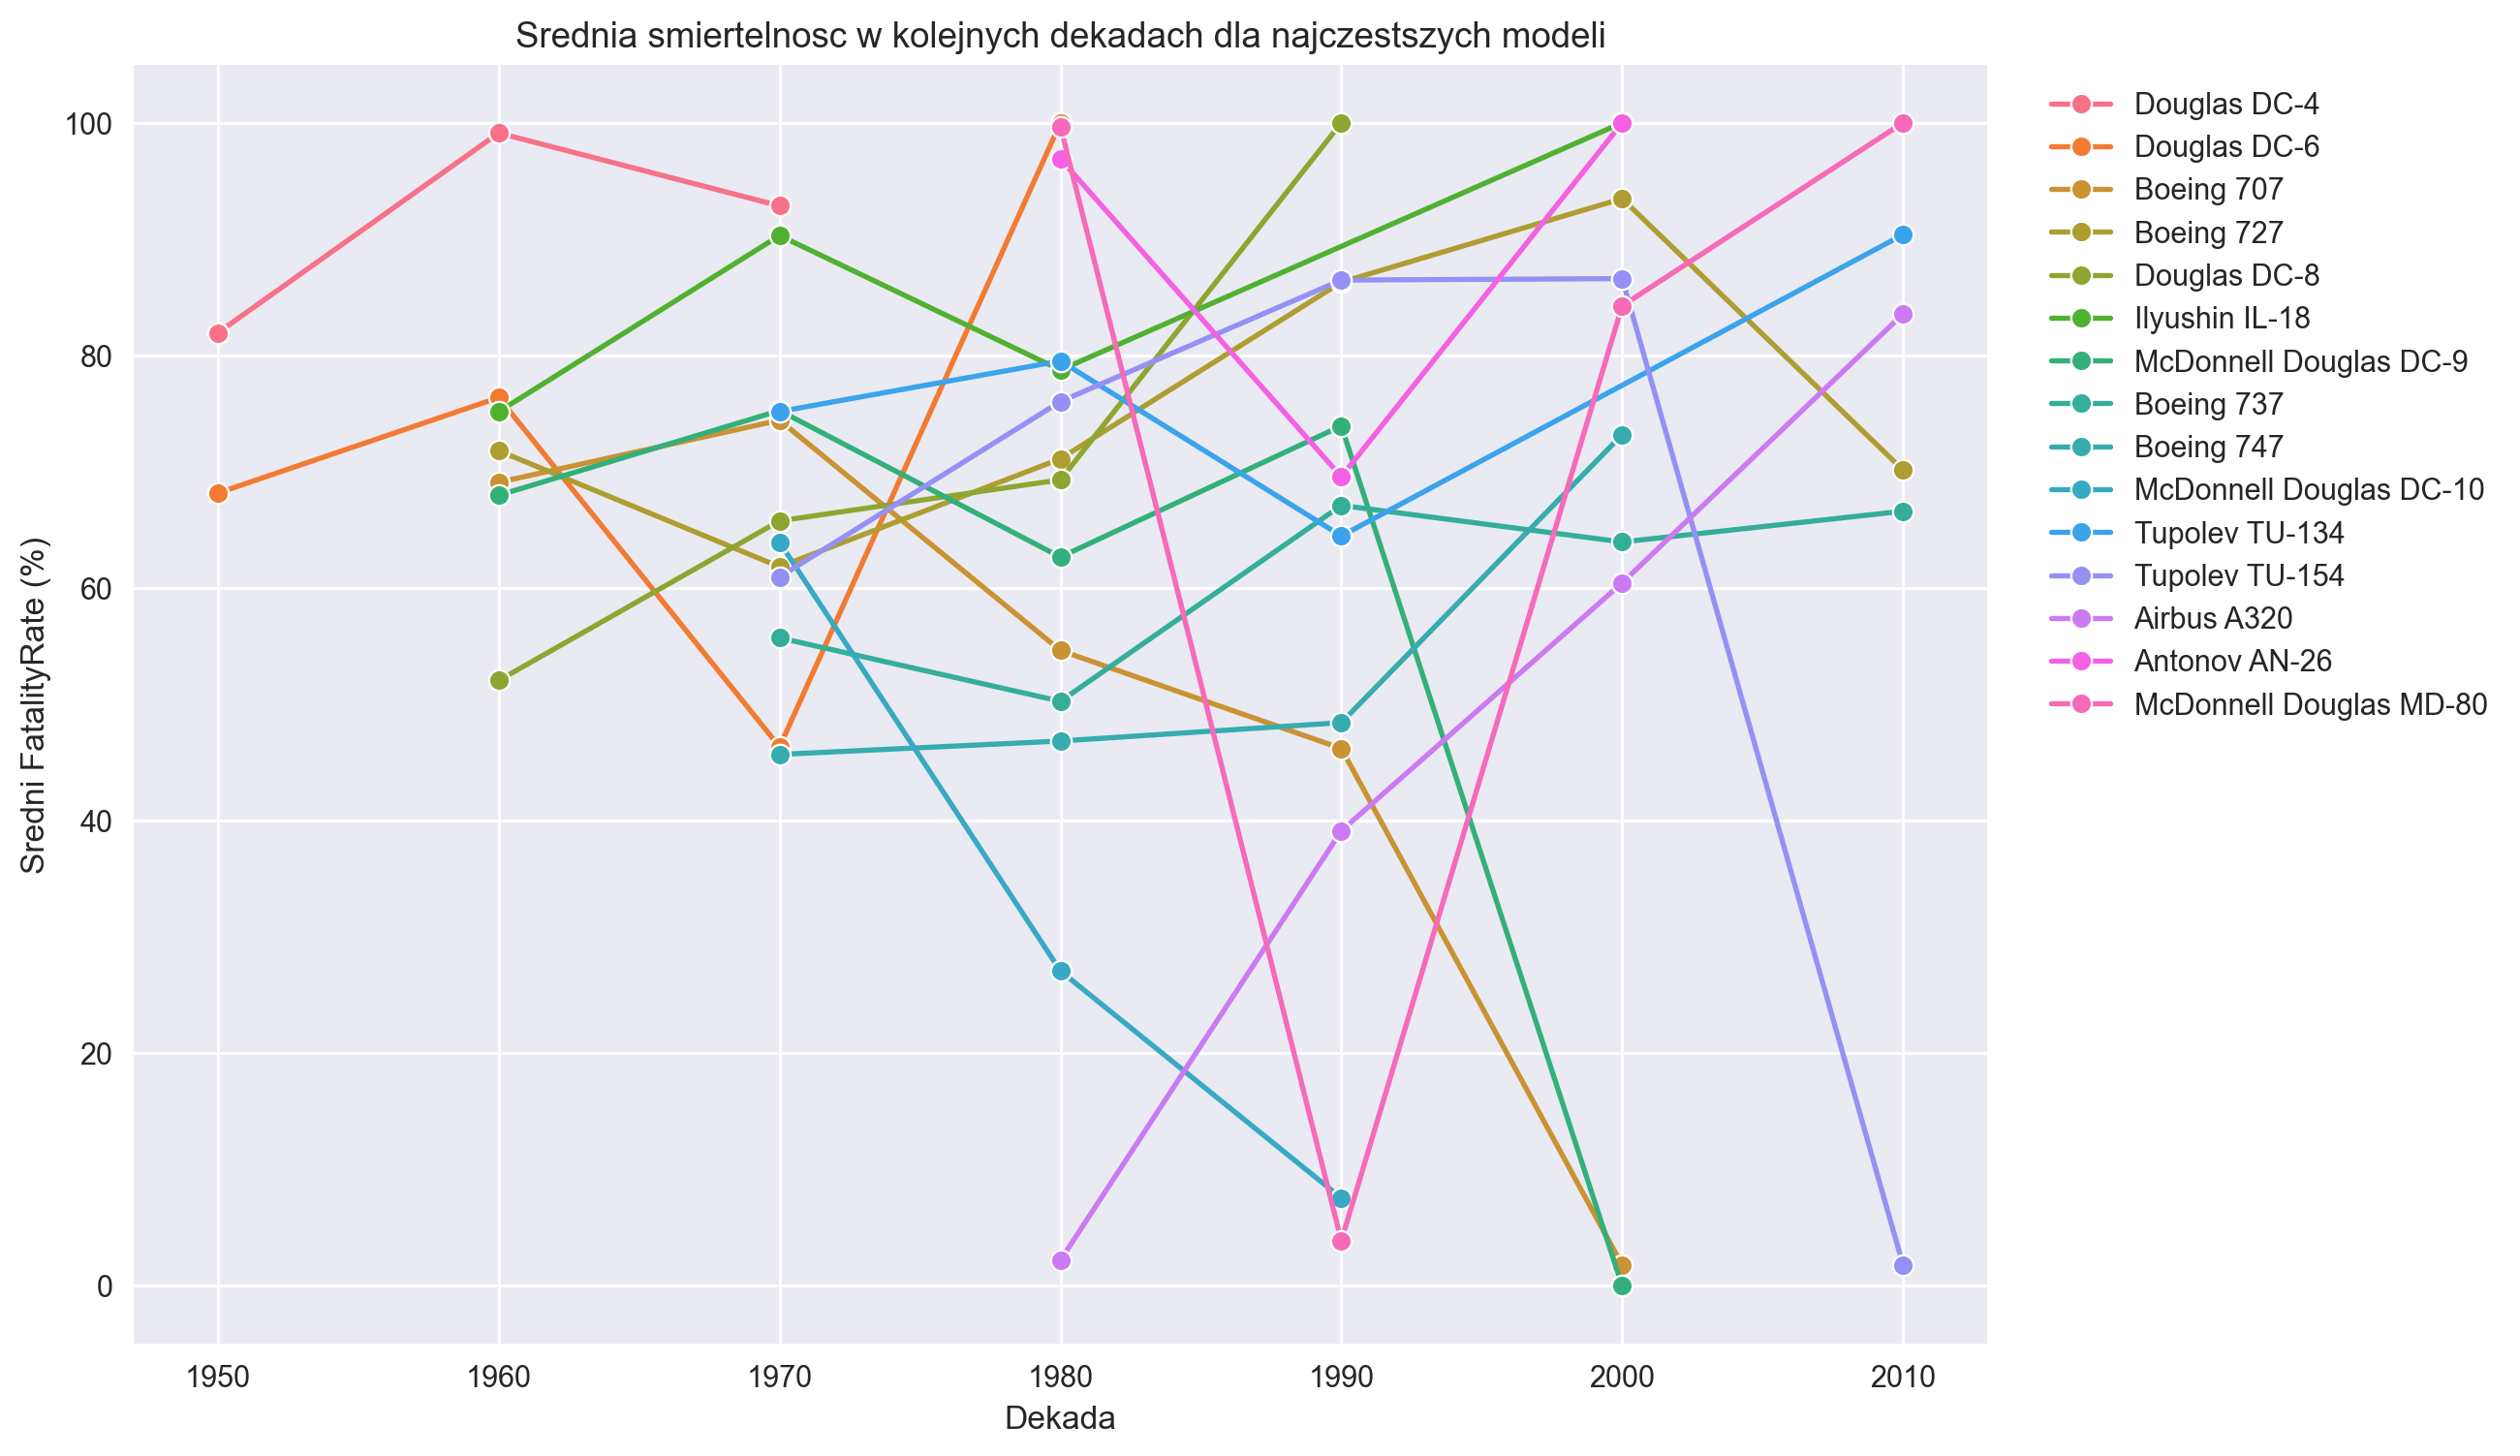 Srednia smiertelnosc w kolejnych dekadach dla najczestszych modeli
Sredni FatalityRate (%)
100
80
60
40
20
0
1950 1960 1970 1980 1990 2000 2010
Dekada
Douglas DC-4
Douglas DC-6
Boeing 707
Boeing 727
Douglas DC-8
Ilyushin IL-18
McDonnell Douglas DC-9
Boeing 737
Boeing 747
McDonnell Douglas DC-10
Tupolev TU-134
Tupolev TU-154
Airbus A320
Antonov AN-26
McDonnell Douglas MD-80